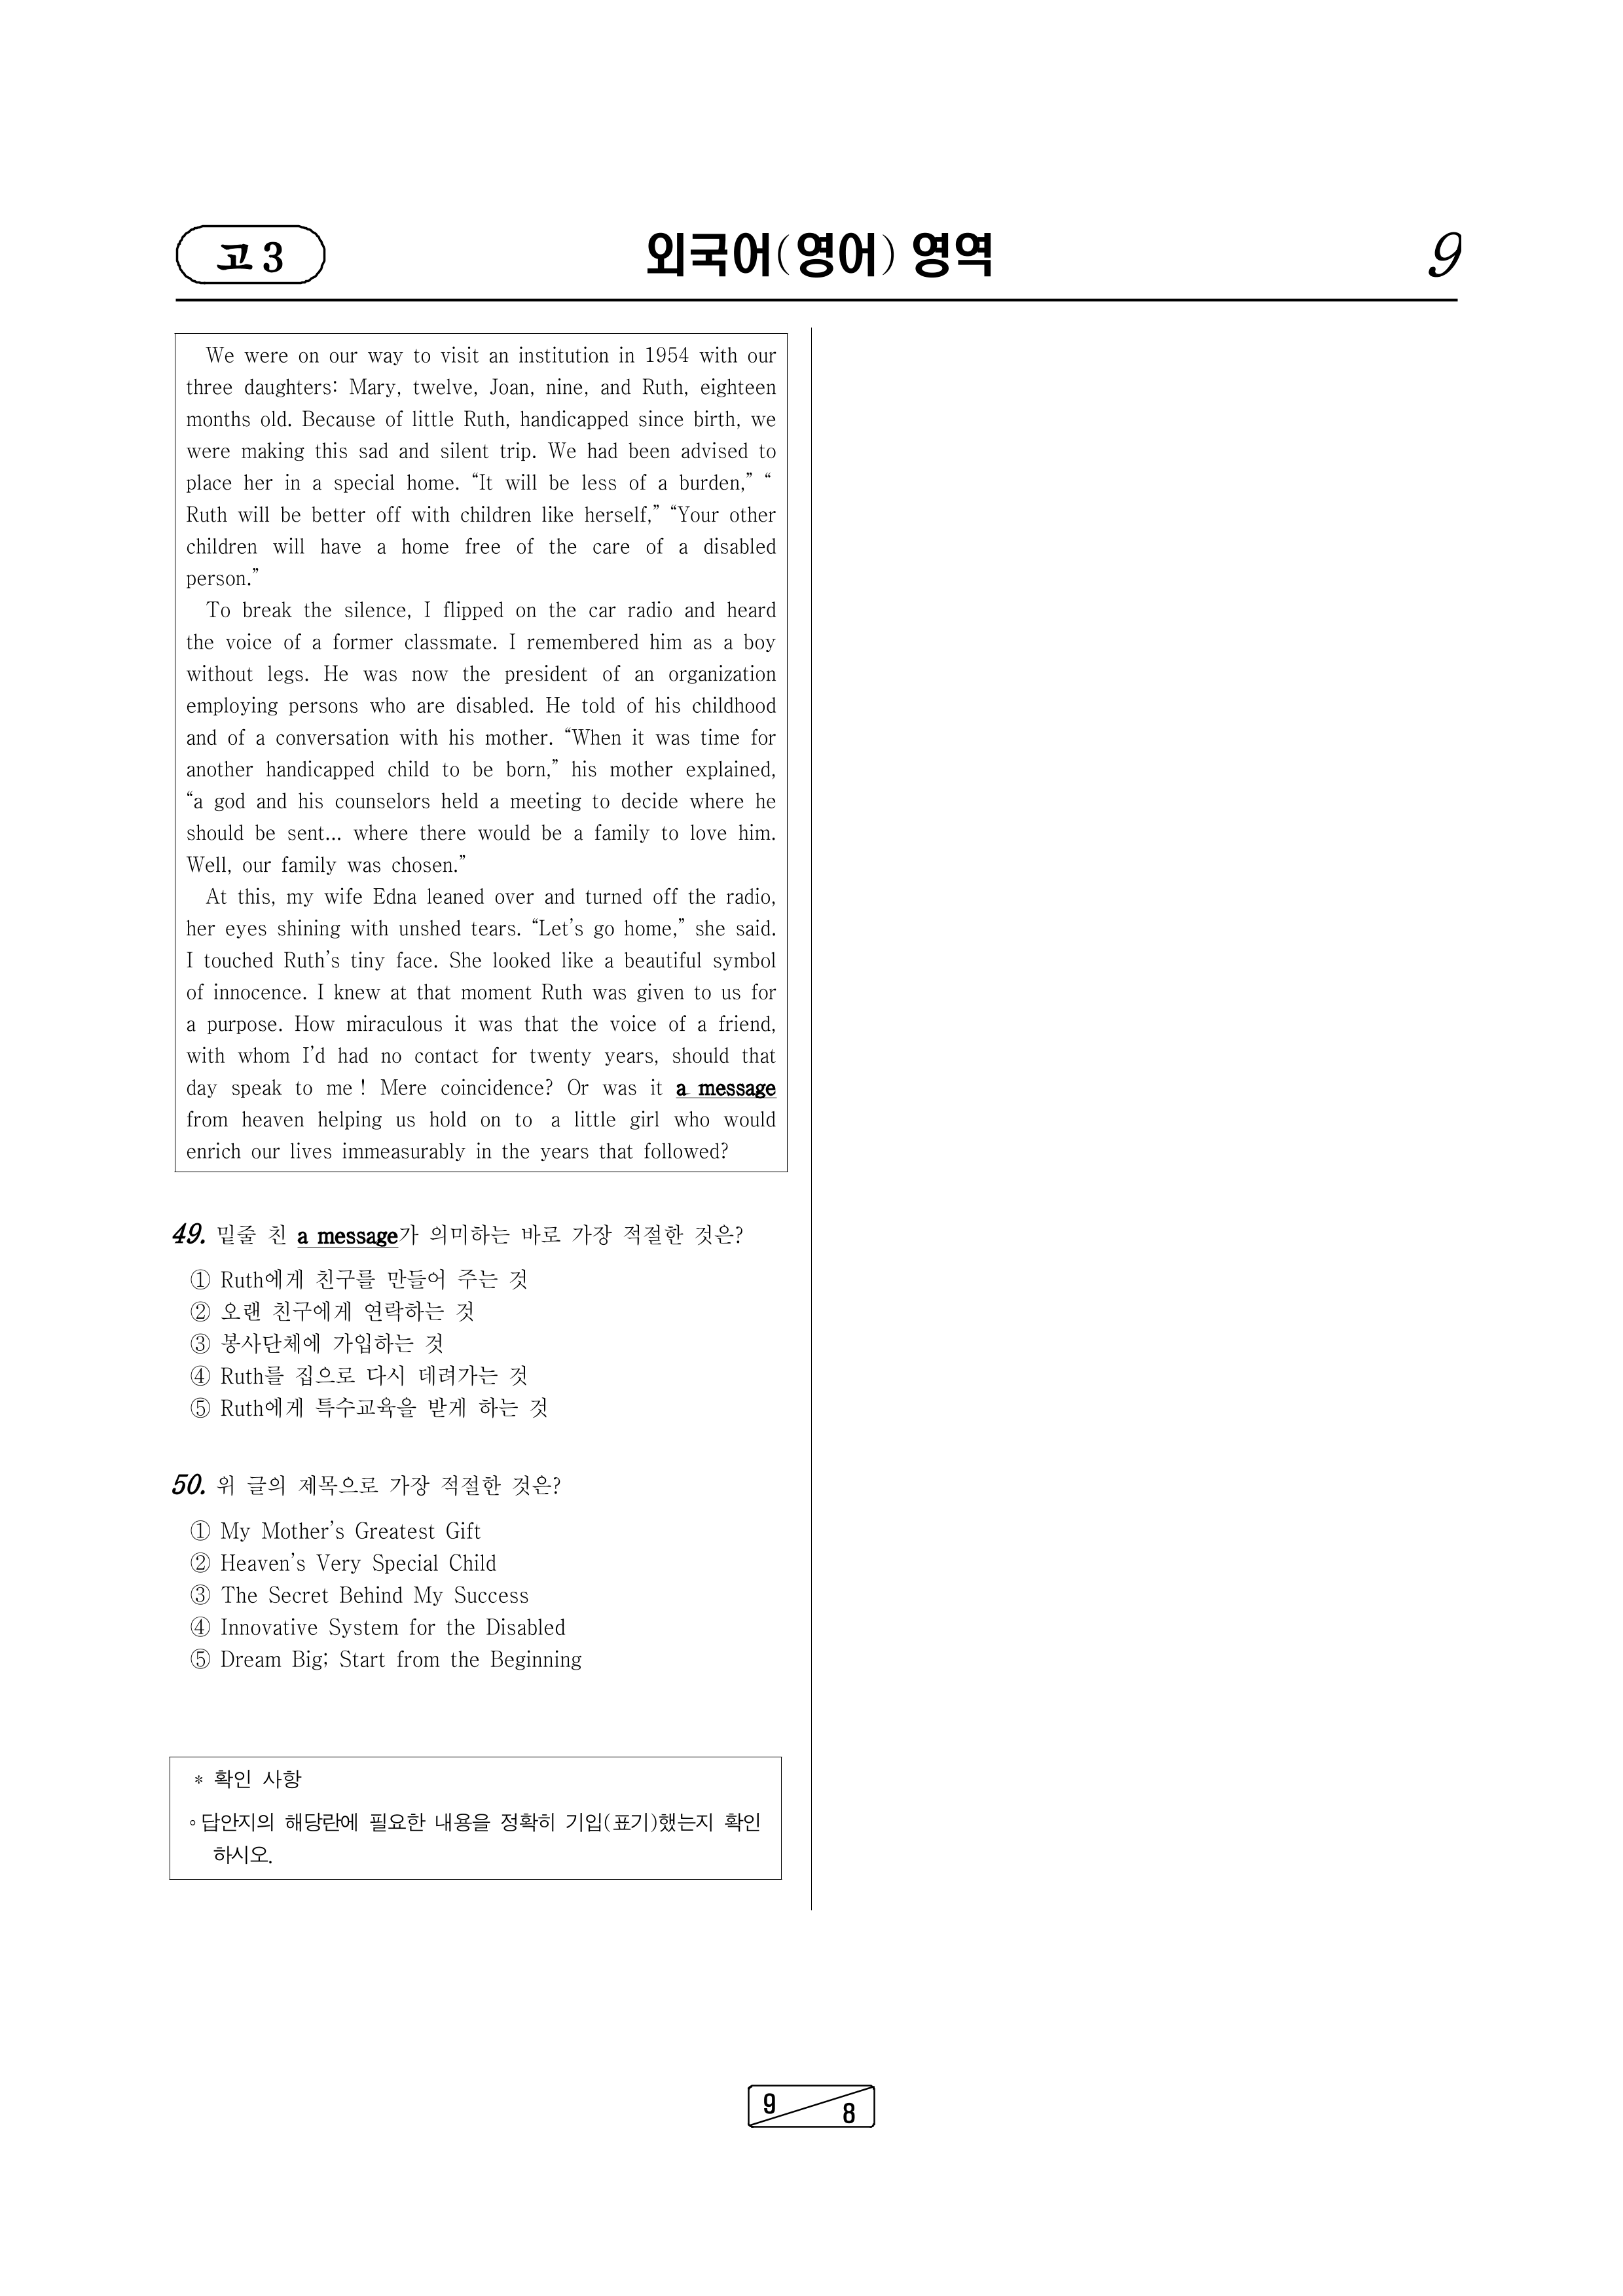 고 3
외국어(영어) 영역
9
We were on our way to visit an institution in 1954 with our
three daughters: Mary, twelve, Joan, nine, and Ruth, eighteen
months old. Because of little Ruth, handicapped since birth, we
were making this sad and silent trip. We had been advised to
place her in a special home. “It will be less of a burden,” “
Ruth will be better off with children like herself,” “Your other
children will have a home free of the care of a disabled
person.”
To break the silence, I flipped on the car radio and heard
the voice of a former classmate. I remembered him as a boy
without legs. He was now the president of an organization
employing persons who are disabled. He told of his childhood
and of a conversation with his mother. “When it was time for
another handicapped child to be born,” his mother explained,
“a god and his counselors held a meeting to decide where he
should be sent... where there would be a family to love him.
Well, our family was chosen.”
At this, my wife Edna leaned over and turned off the radio,
her eyes shining with unshed tears. “Let’s go home,” she said.
I touched Ruth’s tiny face. She looked like a beautiful symbol
of innocence. I knew at that moment Ruth was given to us for
a purpose. How miraculous it was that the voice of a friend,
with whom I’d had no contact for twenty years, should that
day speak to me ! Mere coincidence? Or was it a message
from heaven helping us hold on to a little girl who would
enrich our lives immeasurably in the years that followed?
49. 밑줄 친 a message가 의미하는 바로 가장 적절한 것은?
① Ruth에게 친구를 만들어 주는 것
② 오랜 친구에게 연락하는 것
③ 봉사단체에 가입하는 것
④ Ruth를 집으로 다시 데려가는 것
⑤ Ruth에게 특수교육을 받게 하는 것
50. 위 글의 제목으로 가장 적절한 것은?
① My Mother’s Greatest Gift
② Heaven’s Very Special Child
③ The Secret Behind My Success
④ Innovative System for the Disabled
⑤ Dream Big; Start from the Beginning
* 확인 사항
◦답안지의 해당란에 필요한 내용을 정확히 기입(표기)했는지 확인
하시오.
9
8